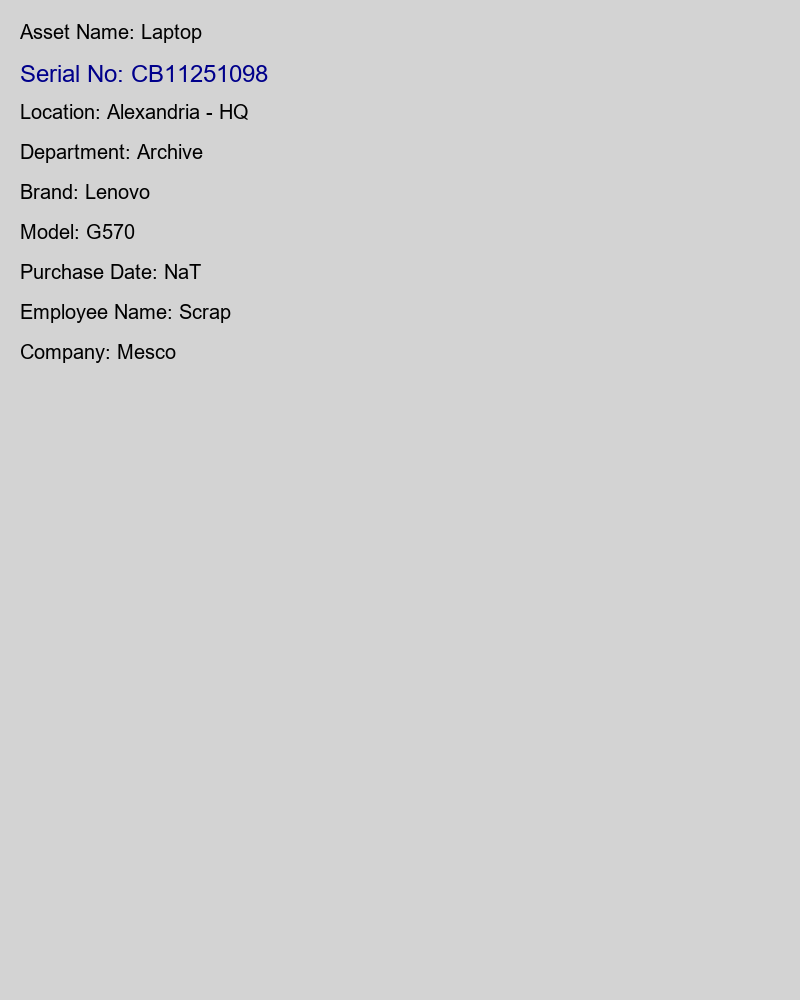 Asset Name: Laptop
Serial No: CB11251098
Location: Alexandria - HQ
Department: Archive
Brand: Lenovo
Model: G570
Purchase Date: NaT
Employee Name: Scrap
Company: Mesco